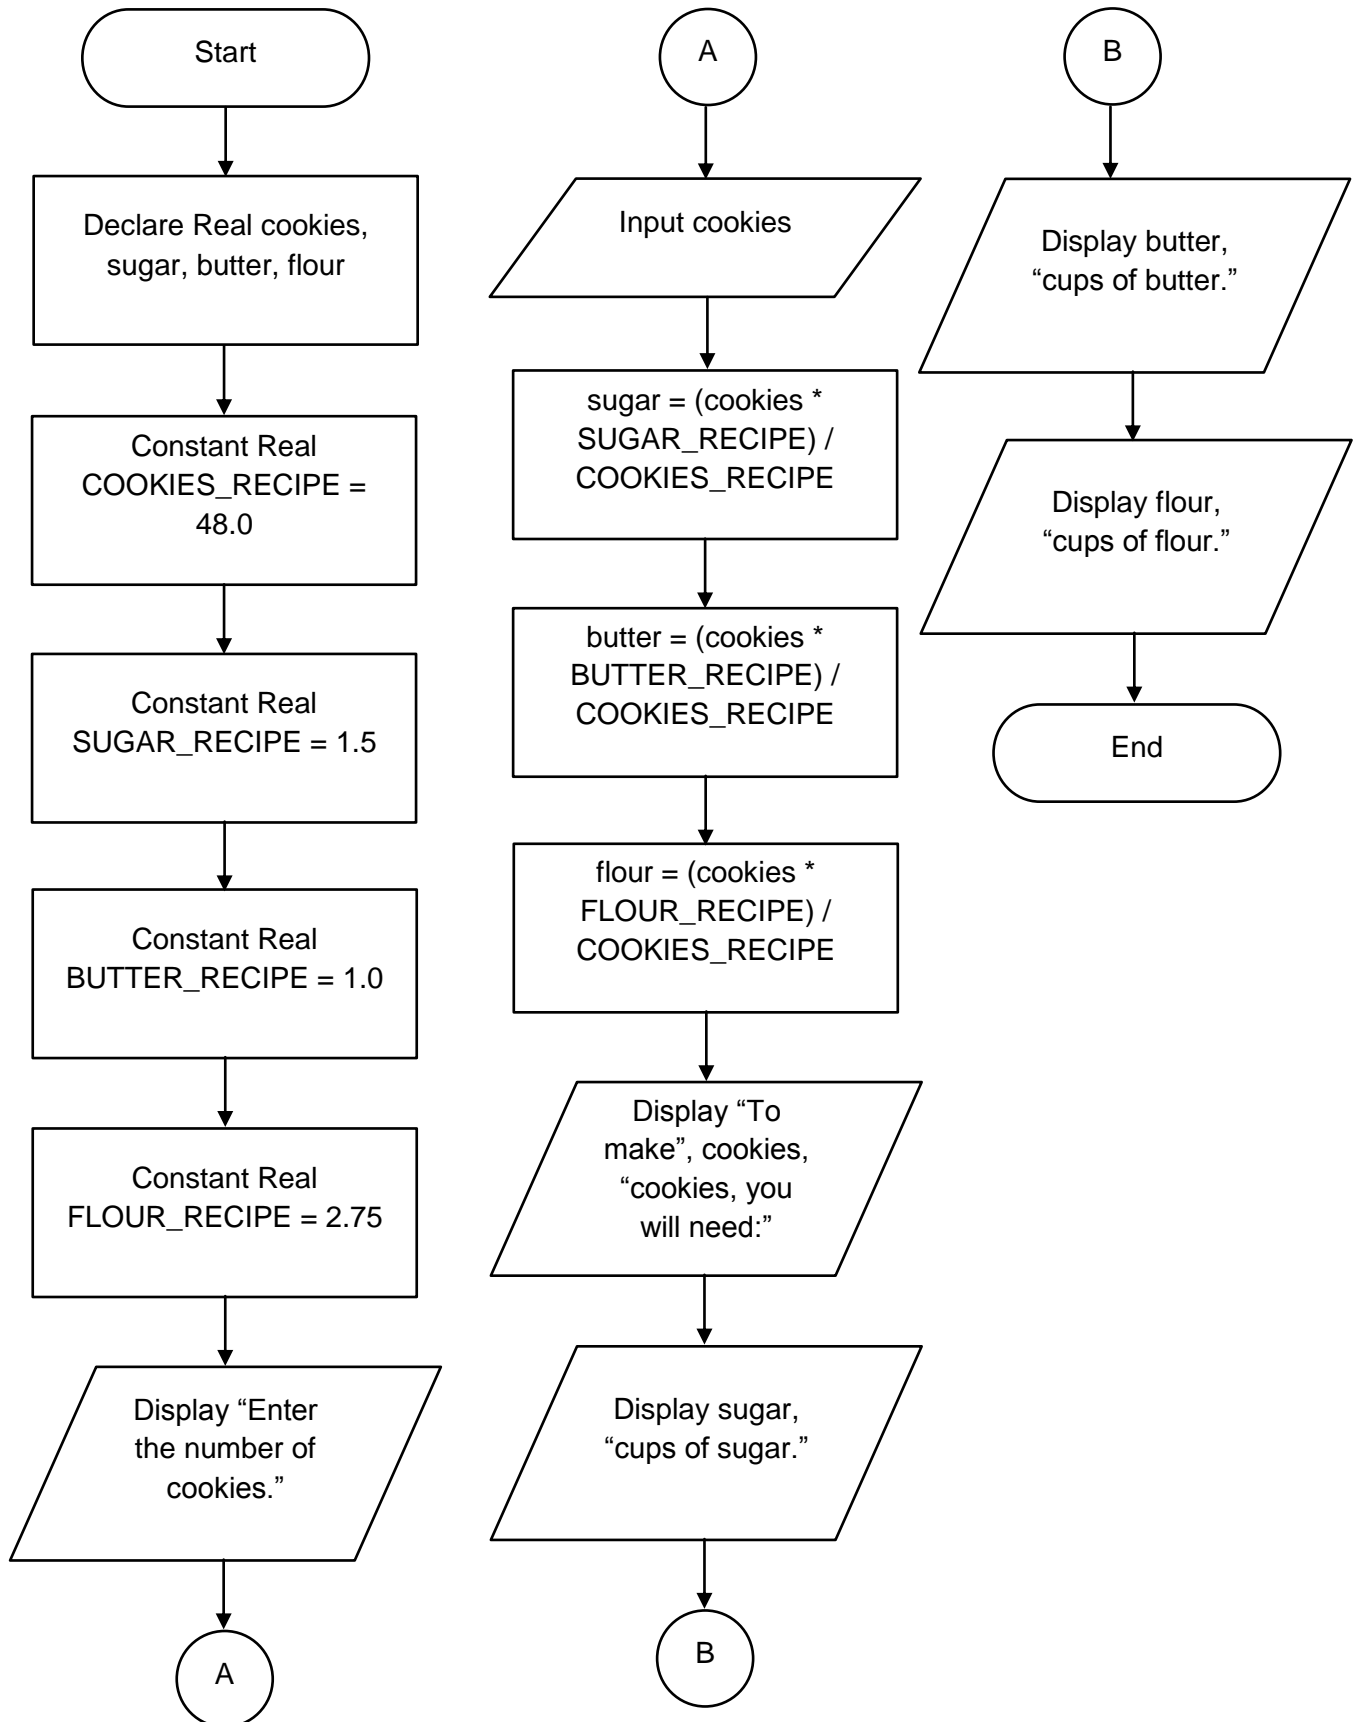 Start
Declare Real cookies,
sugar, butter, flour
Constant Real
COOKIES_RECIPE =
48.0
Constant Real
SUGAR_RECIPE = 1.5
Constant Real
BUTTER_RECIPE = 1.0
Constant Real
FLOUR_RECIPE = 2.75
Display “Enter
the number of
cookies.”
A
A
Input cookies
sugar = (cookies *
SUGAR_RECIPE) /
COOKIES_RECIPE
butter = (cookies *
BUTTER_RECIPE) /
COOKIES_RECIPE
flour = (cookies *
FLOUR_RECIPE) /
COOKIES_RECIPE
Display “To
make”, cookies,
“cookies, you
will need:”
Display sugar,
“cups of sugar.”
B
B
Display butter,
“cups of butter.”
Display flour,
“cups of flour.”
End